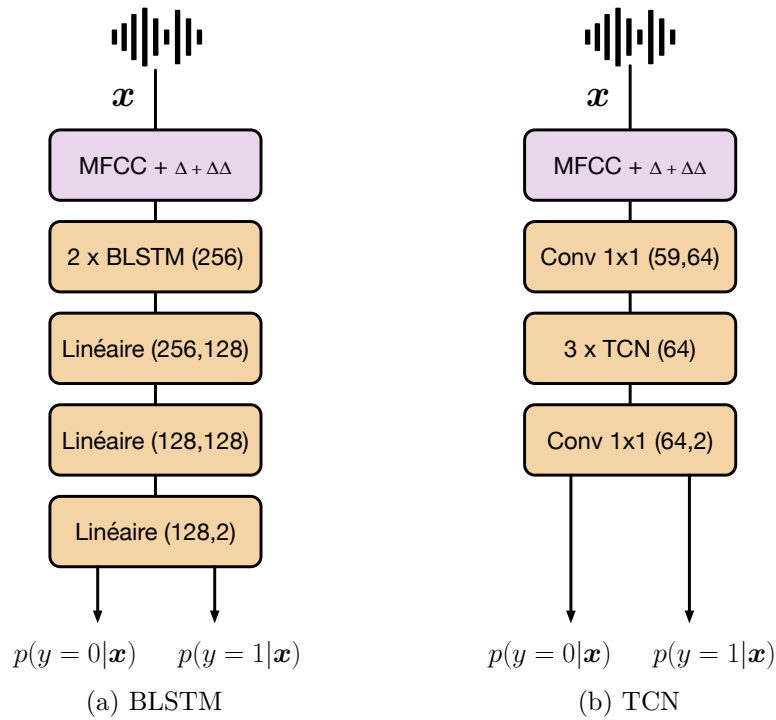 x
MFCC + Δ + ΔΔ
2 x BLSTM (256)
Linéaire (256,128)
Linéaire (128,128)
Linéaire (128,2)
p(y = 0|x)
p(y = 1|x)
(a) BLSTM
x
MFCC + Δ + ΔΔ
Conv 1x1 (59,64)
3 x TCN (64)
Conv 1x1 (64,2)
p(y = 0|x)
p(y = 1|x)
(b) TCN